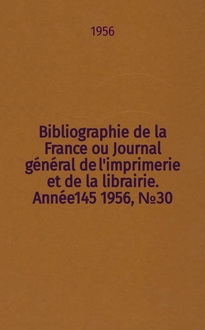 1956
Bibliographie de la
France ou Journal
général de l'imprimerie
et de la librairie.
Année145 1956, №30